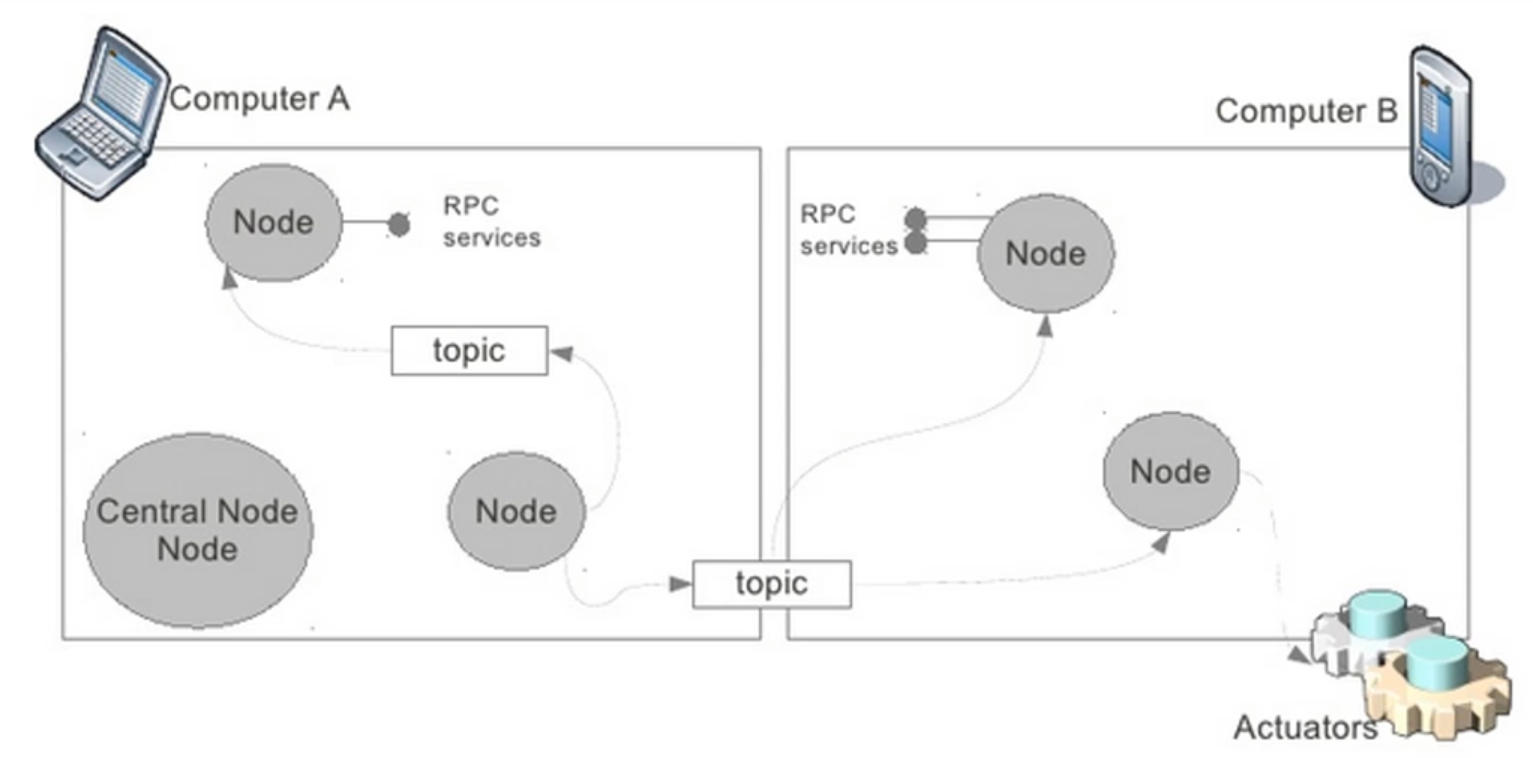 Computer A
Computer B
Node
RPC
services
topic
Central Node
Node
Node
topic
RPC
services
Node
Node
Actuators